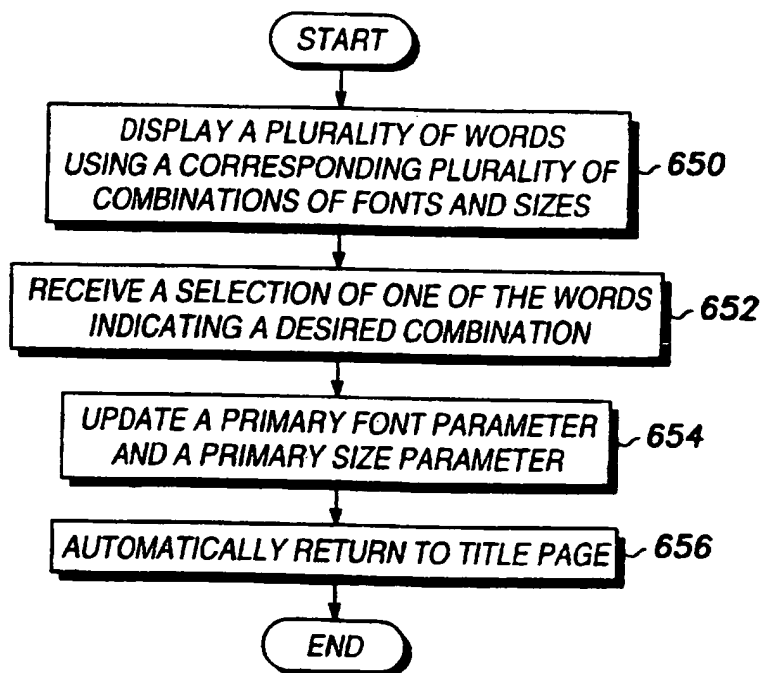 START
DISPLAY A PLURALITY OF WORDS
USING A CORRESPONDING PLURALITY OF
COMBINATIONS OF FONTS AND SIZES
650
RECEIVE A SELECTION OF ONE OF THE WORDS
INDICATING A DESIRED COMBINATION
652
UPDATE A PRIMARY FONT PARAMETER
AND A PRIMARY SIZE PARAMETER
654
AUTOMATICALLY RETURN TO TITLE PAGE
656
END